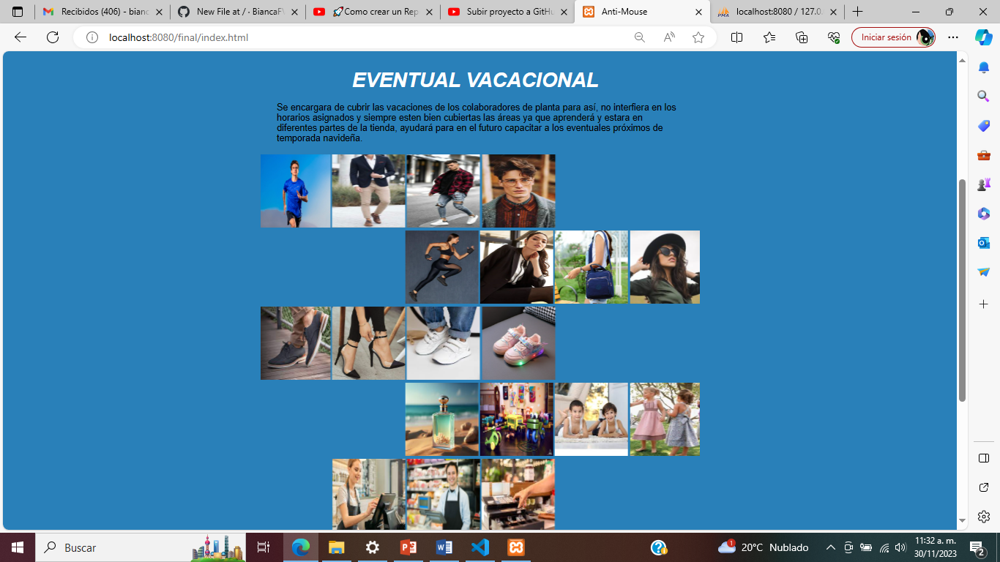 Recibidos (406) - bianc
New File at / · BiancaFV
🚀Como crear un Rep
Subir proyecto a GitHu
Anti-Mouse
PMA
localhost:8080 / 127.0.
localhost:8080/final/index.html
Iniciar sesión
EVENTUAL VACACIONAL
Se encargara de cubrir las vacaciones de los colaboradores de planta para así, no interfiera en los
horarios asignados y siempre esten bien cubiertas las áreas ya que aprenderá y estara en
diferentes partes de la tienda, ayudará para en el futuro capacitar a los eventuales próximos de
temporada navideña.
Buscar
1
20°C Nublado
11:32 a. m.
30/11/2023
2